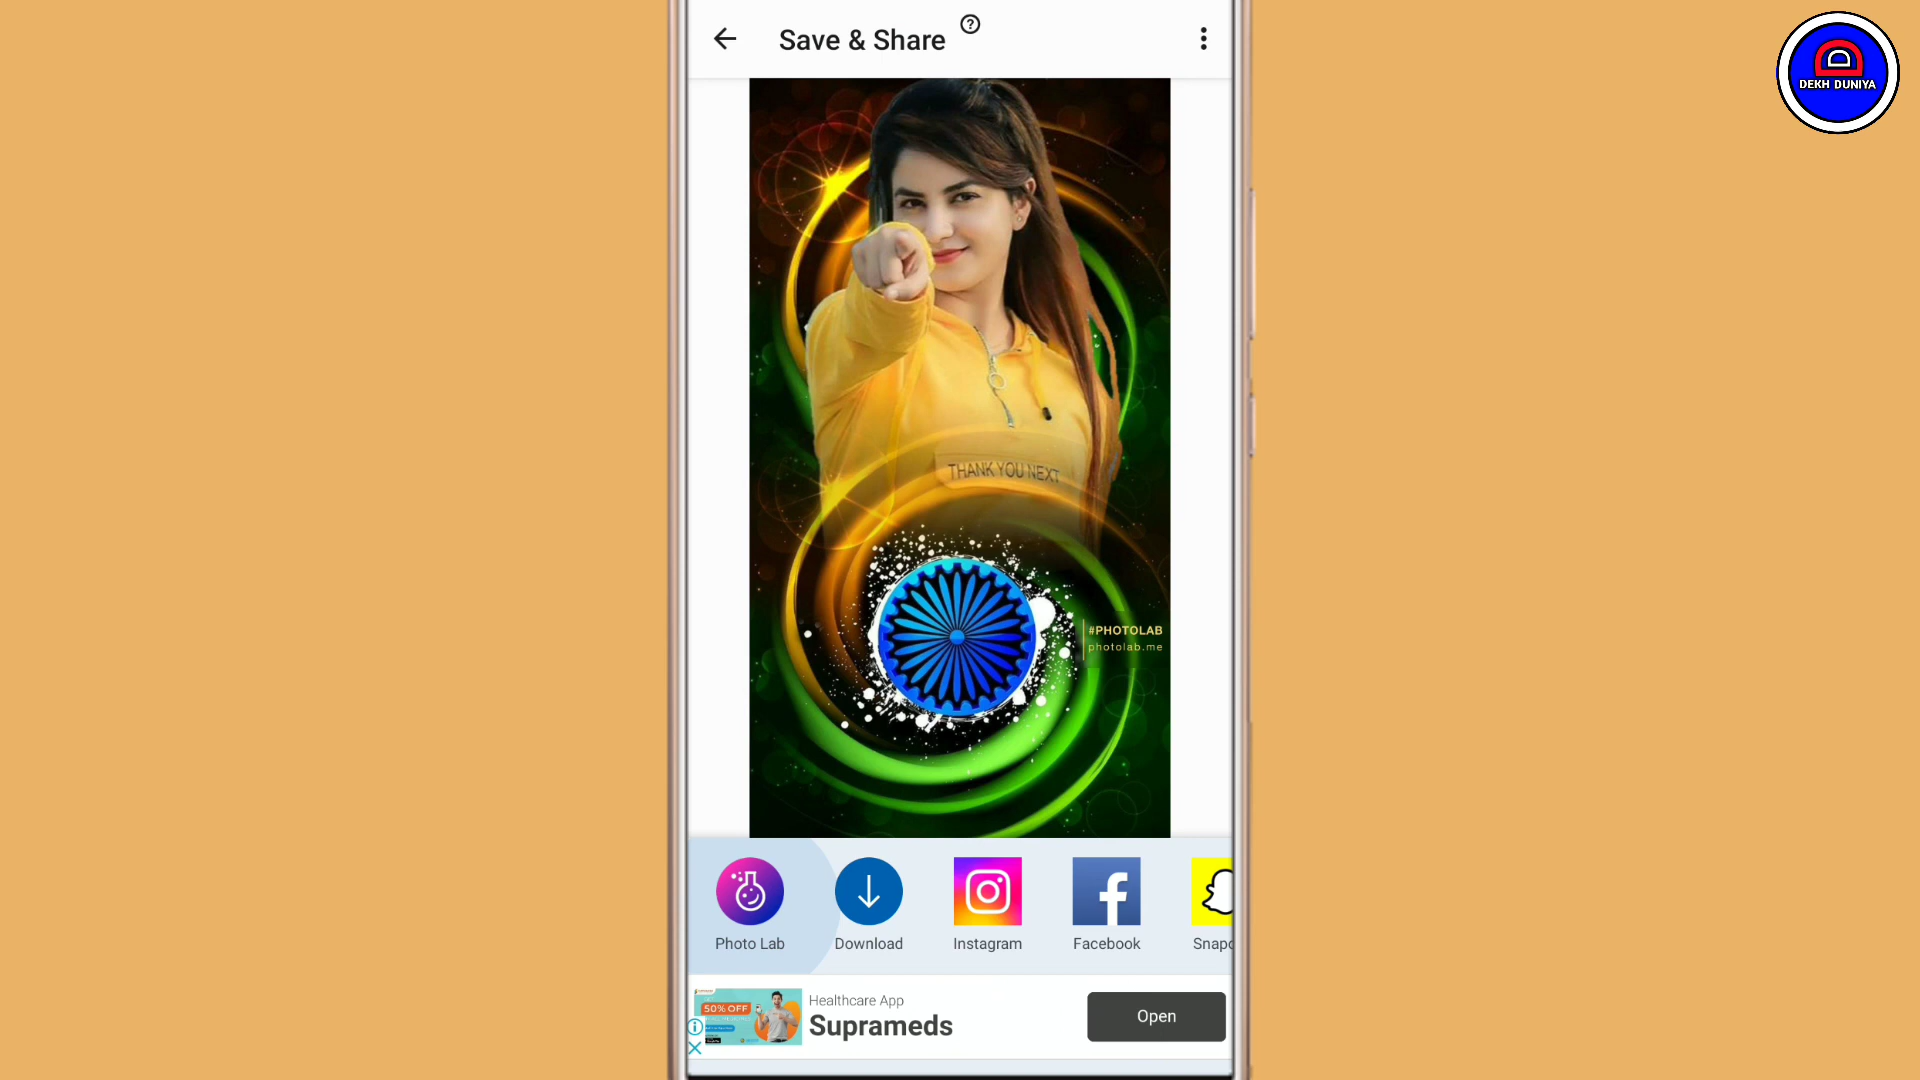 Save & Share
DEKH DUNIYA
THANK YOU NEXT
#PHOTOLAB
photolab.me
Photo Lab
Download
Instagram
Facebook
Snapc
50% OFF
Healthcare App
Suprameds
Open